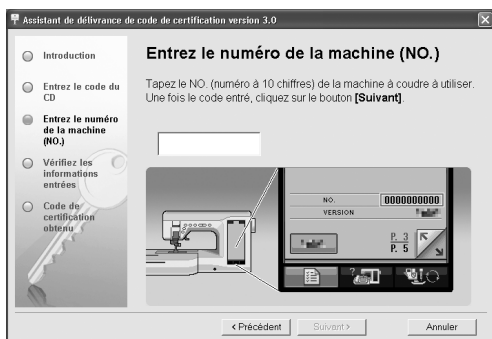 Assistant de délivrance de code de certification version 3.0
Introduction
Entrez le code du
CD
Entrez le numéro
de la machine
(NO.)
Vérifiez les
informations
entrées
Code de
certification
obtenu
Entrez le numéro de la machine (NO.)
Tapez le NO. (numéro à 10 chiffres) de la machine à coudre à utiliser.
Une fois le code entré, cliquez sur le bouton [Suivant].
NO. 0000000000
VERSION
P. 3
P. 5
?
< Précédent Suivant > Annuler